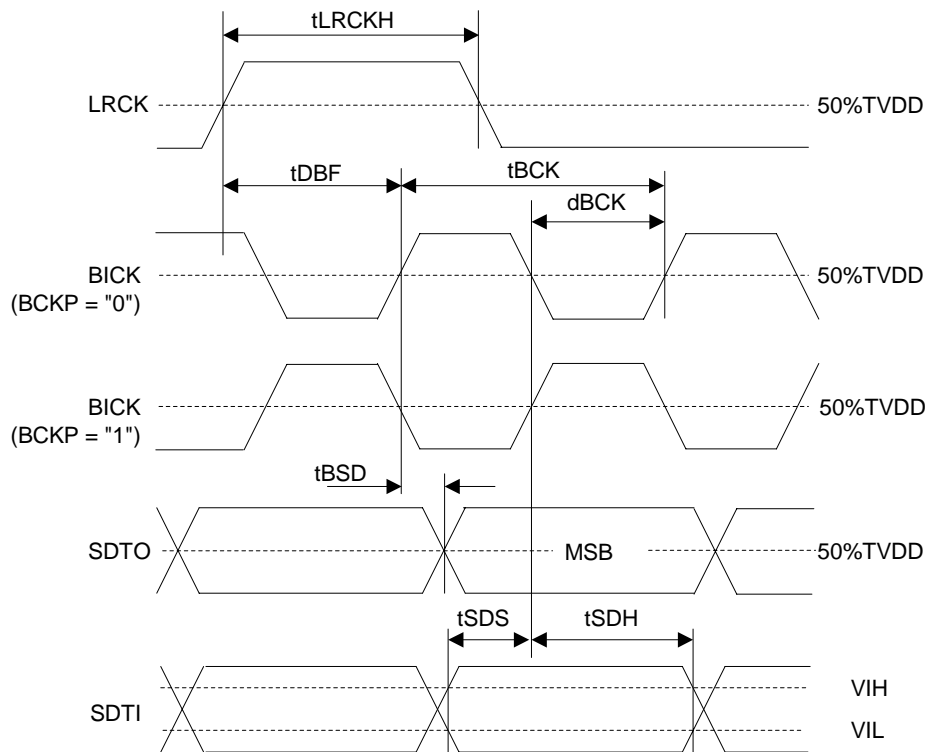 tLRCKH
LRCK
50%TVDD
tDBF
tBCK
dBCK
BICK
(BCKP = "0")
50%TVDD
BICK
(BCKP = "1")
50%TVDD
tBSD
SDTO
MSB
50%TVDD
tSDS
tSDH
VIH
SDTI
VIL